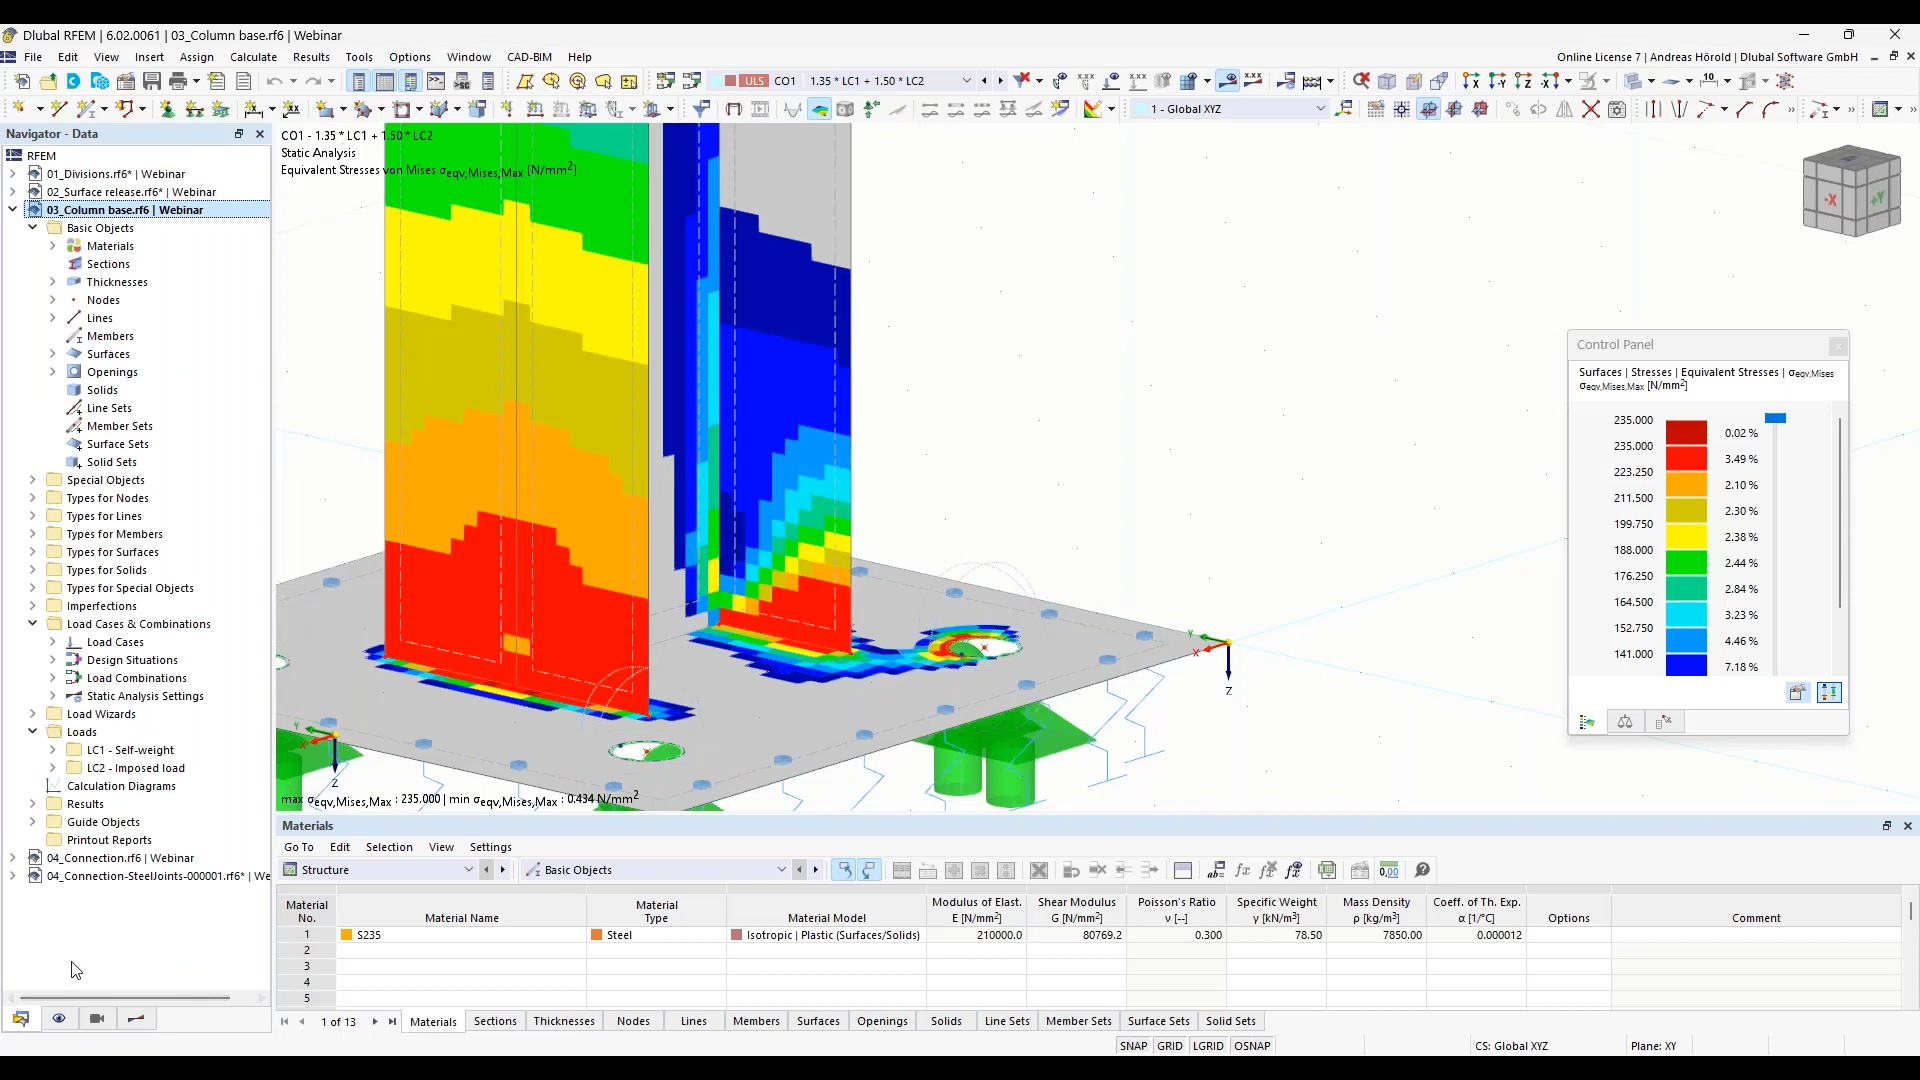 Dlubal RFEM | 6.02.0061 | 03_Column base.rf6 | Webinar
File Edit View Insert Assign Calculate Results Tools Options Window CAD-BIM Help
Online License 7 | Andreas Hörold | Dlubal Software GmbH
ULS CO1 1.35 * LC1 + 1.50 * LC2
1 - Global XYZ
Navigator - Data
RFEM
01_Divisions.rf6* | Webinar
02_Surface release.rf6* | Webinar
03_Column base.rf6 | Webinar
Basic Objects
Materials
Sections
Thicknesses
Nodes
Lines
Members
Surfaces
Openings
Solids
Line Sets
Member Sets
Surface Sets
Solid Sets
Special Objects
Types for Nodes
Types for Lines
Types for Members
Types for Surfaces
Types for Solids
Types for Special Objects
Imperfections
Load Cases & Combinations
Load Cases
Design Situations
Load Combinations
Static Analysis Settings
Load Wizards
Loads
LC1 - Self-weight
LC2 - Imposed load
Calculation Diagrams
Results
Guide Objects
Printout Reports
04_Connection.rf6 | Webinar
04_Connection-SteelJoints-000001.rf6* | We
CO1 - 1.35 * LC1 + 1.50 * LC2
Static Analysis
Equivalent Stresses von Mises σeqv,Mises,Max [N/mm²]
-X +Y
Y X Z
Y X Z
max σeqv,Mises,Max : 235.000 | min σeqv,Mises,Max : 0.434 N/mm²
Control Panel
Surfaces | Stresses | Equivalent Stresses | σeqv,Mises
σeqv,Mises,Max [N/mm²]
235.000
0.02 %
235.000
3.49 %
223.250
2.10 %
211.500
2.30 %
199.750
2.38 %
188.000
2.44 %
176.250
2.84 %
164.500
3.23 %
152.750
4.46 %
141.000
7.18 %
Materials
Go To Edit Selection View Settings
Structure Basic Objects
Material No. Material Name Material Type Material Model Modulus of Elast. E [N/mm²] Shear Modulus G [N/mm²] Poisson's Ratio ν [--] Specific Weight γ [kN/m³] Mass Density ρ [kg/m³] Coeff. of Th. Exp. α [1/°C] Options Comment
1 S235 Steel Isotropic | Plastic (Surfaces/Solids) 210000.0 80769.2 0.300 78.50 7850.00 0.000012
2
3
4
5
1 of 13 Materials Sections Thicknesses Nodes Lines Members Surfaces Openings Solids Line Sets Member Sets Surface Sets Solid Sets
SNAP GRID LGRID OSNAP CS: Global XYZ Plane: XY